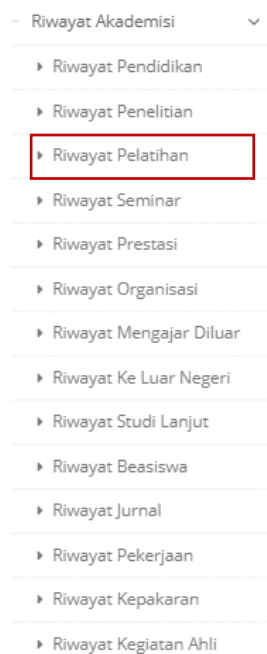 Riwayat Akademisi
Riwayat Pendidikan
Riwayat Penelitian
Riwayat Pelatihan
Riwayat Seminar
Riwayat Prestasi
Riwayat Organisasi
Riwayat Mengajar Diluar
Riwayat Ke Luar Negeri
Riwayat Studi Lanjut
Riwayat Beasiswa
Riwayat Jurnal
Riwayat Pekerjaan
Riwayat Kepakaran
Riwayat Kegiatan Ahli